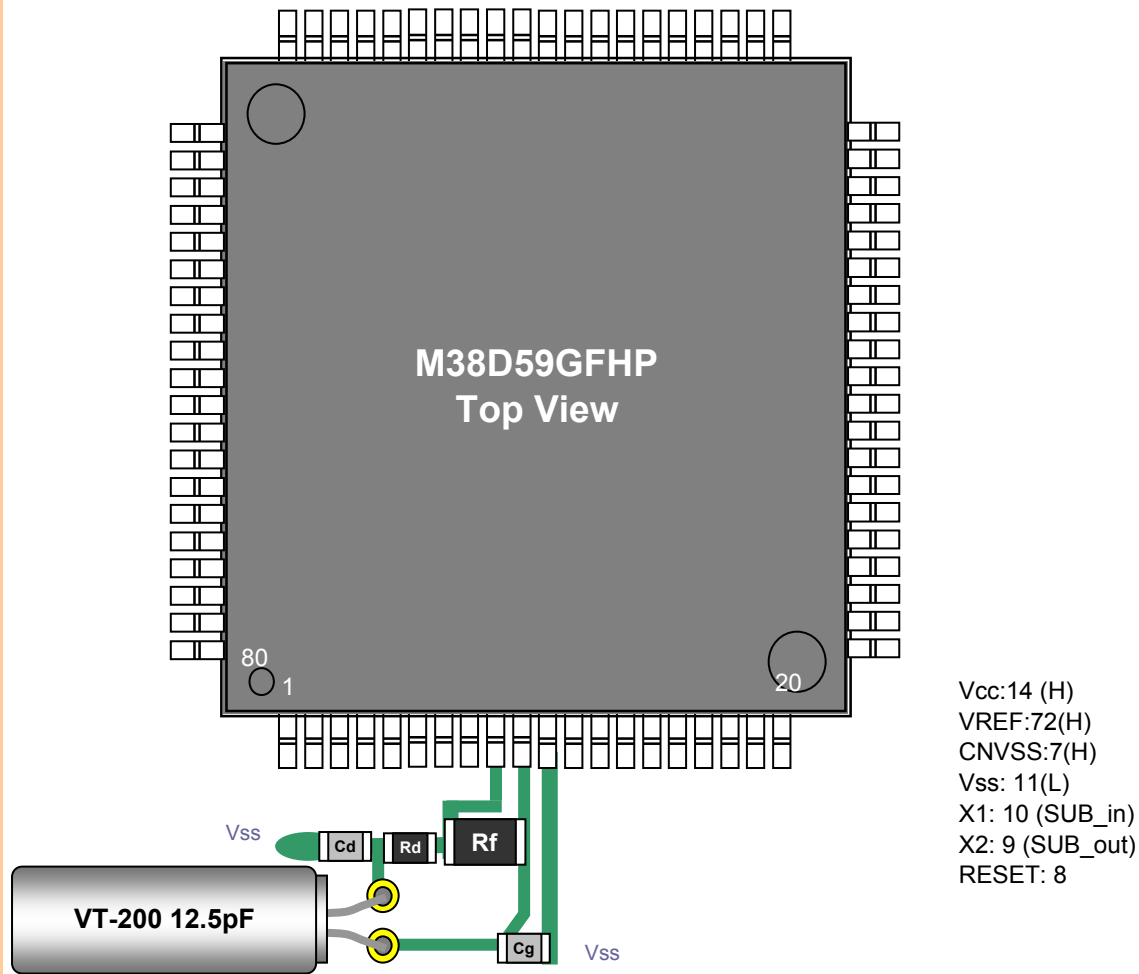 M38D59GFHP
Top View
80
1
20
Vcc:14 (H)
VREF:72(H)
CNVSS:7(H)
Vss: 11(L)
X1: 10 (SUB_in)
X2: 9 (SUB_out)
RESET: 8
Vss
Cd
Rd
Rf
VT-200 12.5pF
Cg
Vss